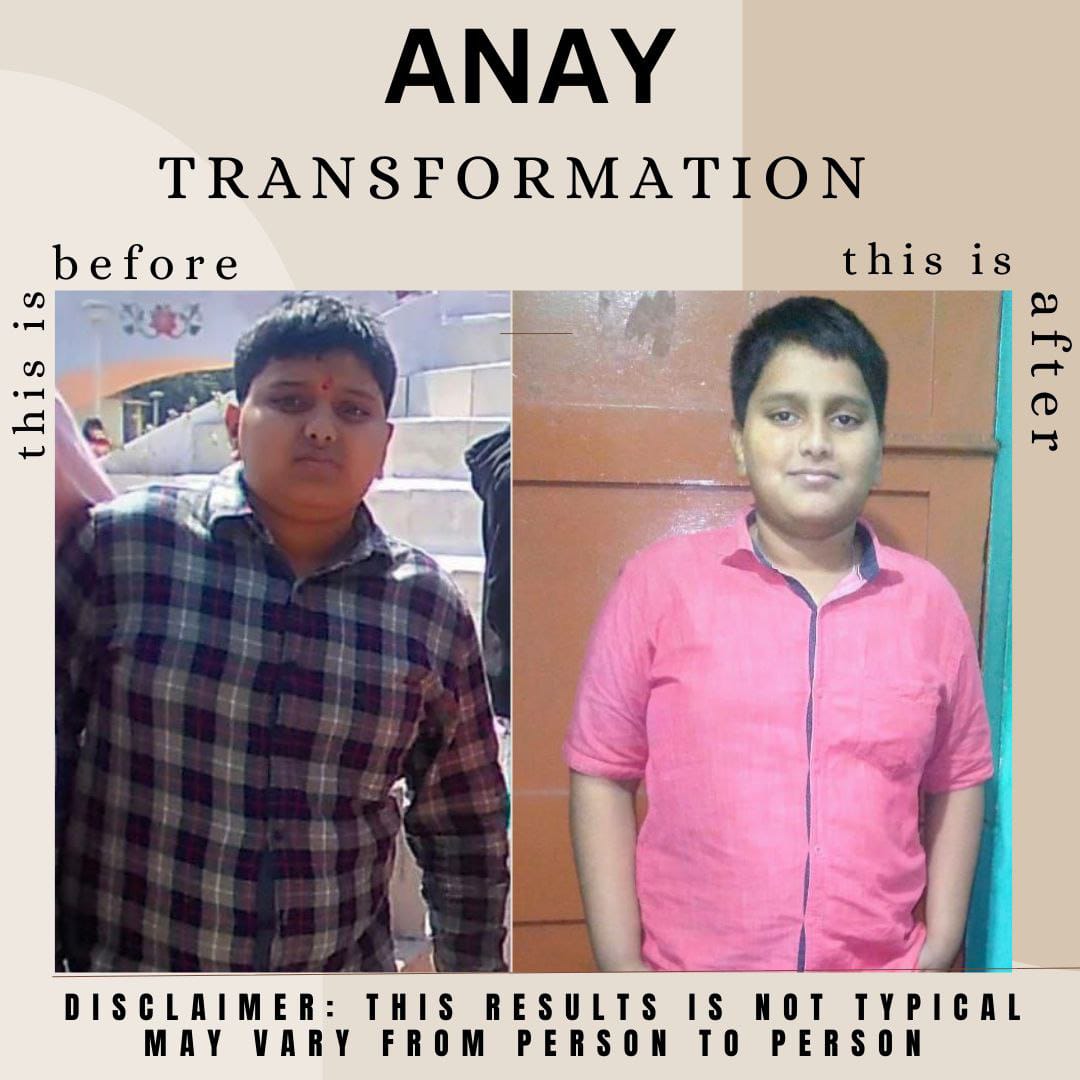 ANAY
TRANSFORMATION
this is
before
this is
after
DISCLAIMER: THIS RESULTS IS NOT TYPICAL
MAY VARY FROM PERSON TO PERSON